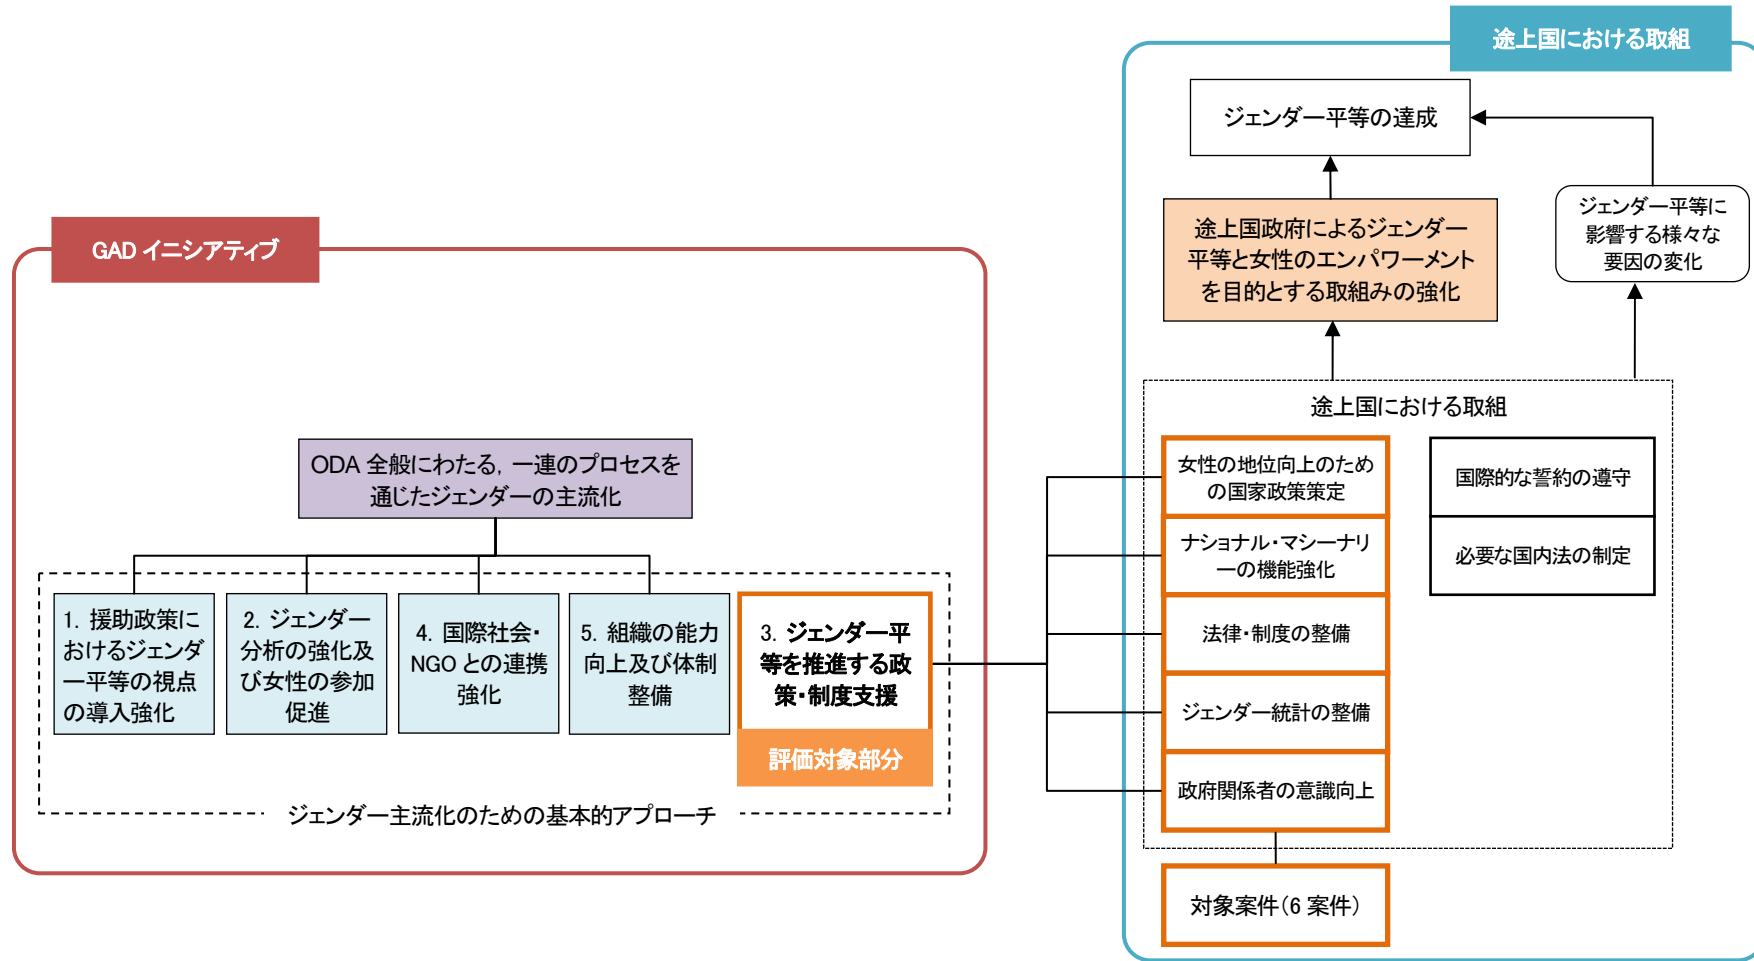 途上国における取組
ジェンダー平等の達成
ジェンダー平等に
影響する様々な
要因の変化
途上国政府によるジェンダー
平等と女性のエンパワーメント
を目的とする取組みの強化
GAD イニシアティブ
途上国における取組
ODA 全般にわたる，一連のプロセスを
通じたジェンダーの主流化
女性の地位向上のため
の国家政策策定
国際的な誓約の遵守
ナショナル・マシーナリ
ーの機能強化
必要な国内法の制定
1. 援助政策に
おけるジェンダ
ー平等の視点
の導入強化
2. ジェンダー
分析の強化及
び女性の参加
促進
4. 国際社会・
NGO との連携
強化
5. 組織の能力
向上及び体制
整備
3. ジェンダー平
等を推進する政
策・制度支援
評価対象部分
法律・制度の整備
ジェンダー統計の整備
政府関係者の意識向上
ジェンダー主流化のための基本的アプローチ
対象案件（6 案件）